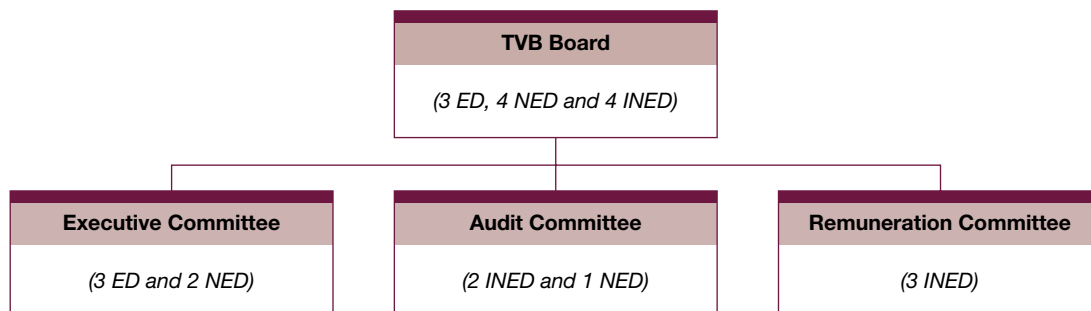 TVB Board
(3 ED, 4 NED and 4 INED)
Executive Committee
(3 ED and 2 NED)
Audit Committee
(2 INED and 1 NED)
Remuneration Committee
(3 INED)